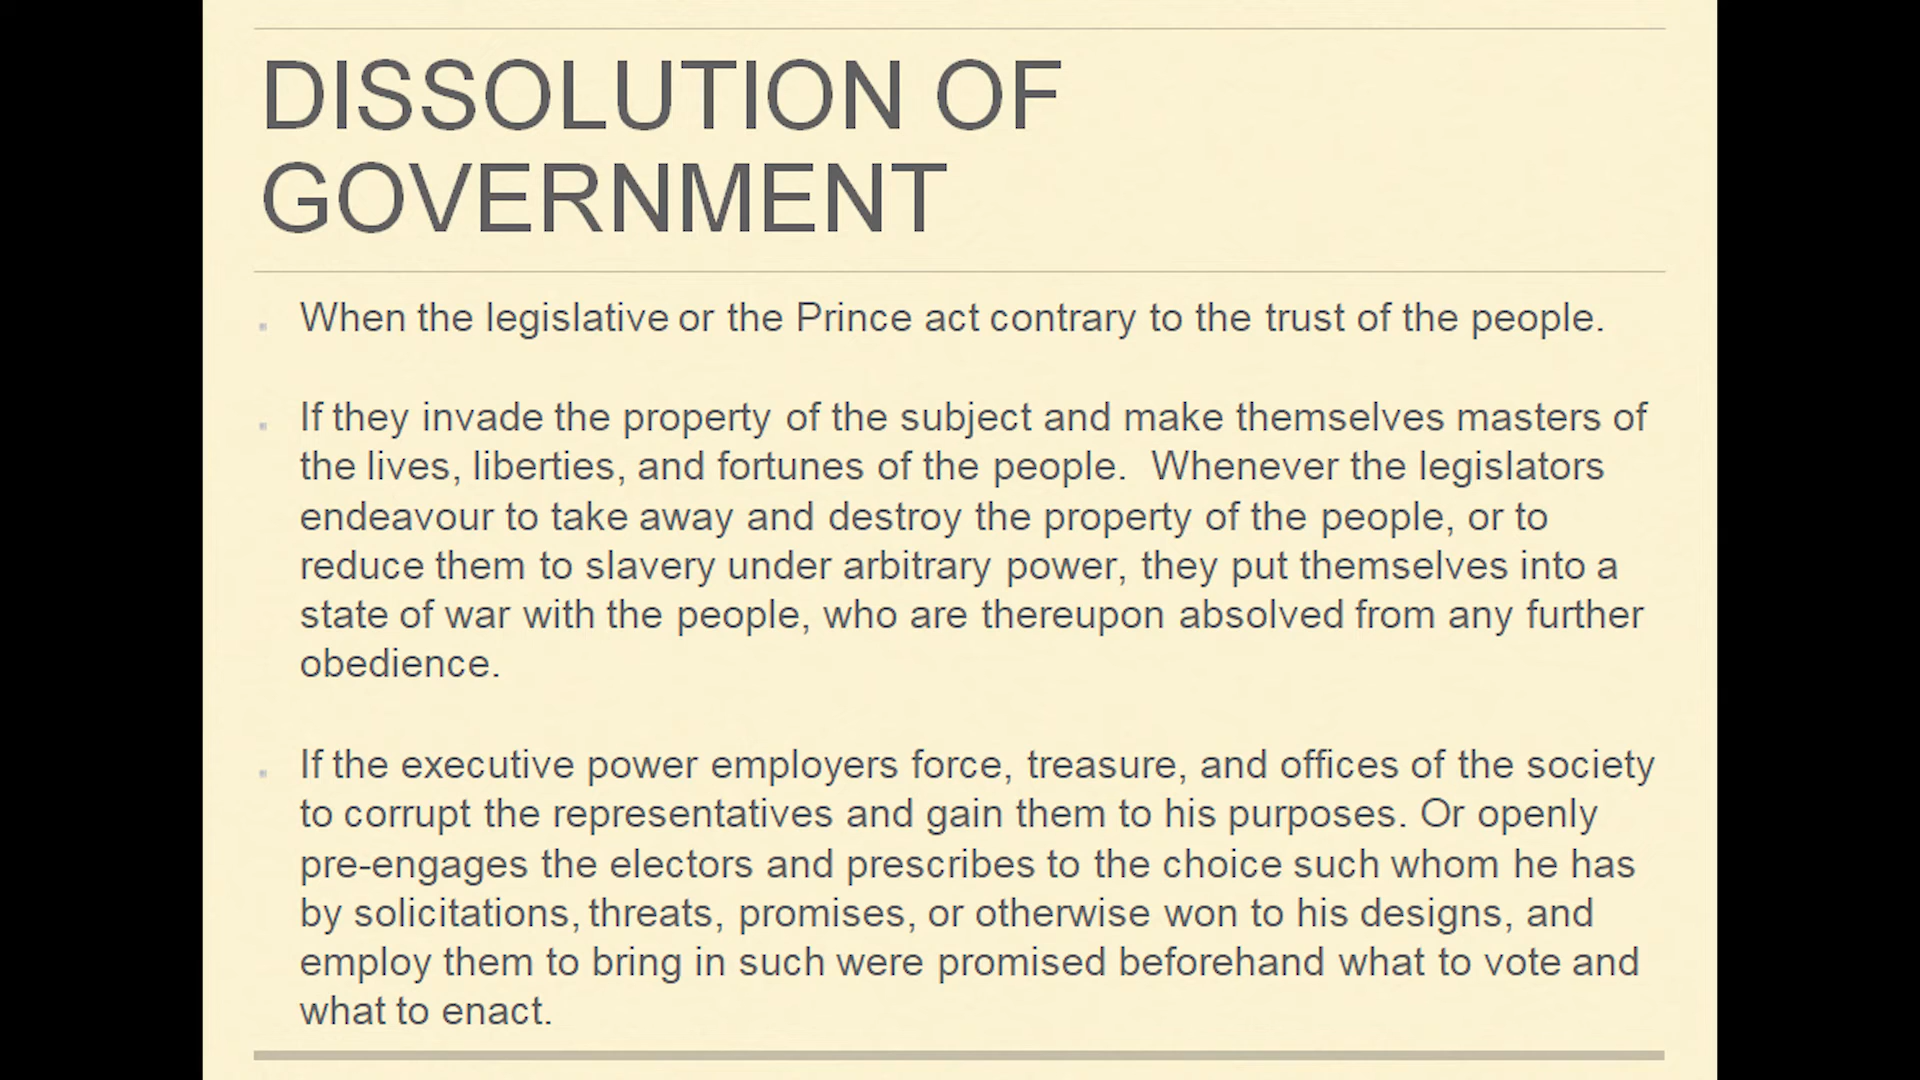 DISSOLUTION OF
GOVERNMENT
When the legislative or the Prince act contrary to the trust of the people.
If they invade the property of the subject and make themselves masters of
the lives, liberties, and fortunes of the people. Whenever the legislators
endeavour to take away and destroy the property of the people, or to
reduce them to slavery under arbitrary power, they put themselves into a
state of war with the people, who are thereupon absolved from any further
obedience.
If the executive power employers force, treasure, and offices of the society
to corrupt the representatives and gain them to his purposes. Or openly
pre-engages the electors and prescribes to the choice such whom he has
by solicitations, threats, promises, or otherwise won to his designs, and
employ them to bring in such were promised beforehand what to vote and
what to enact.